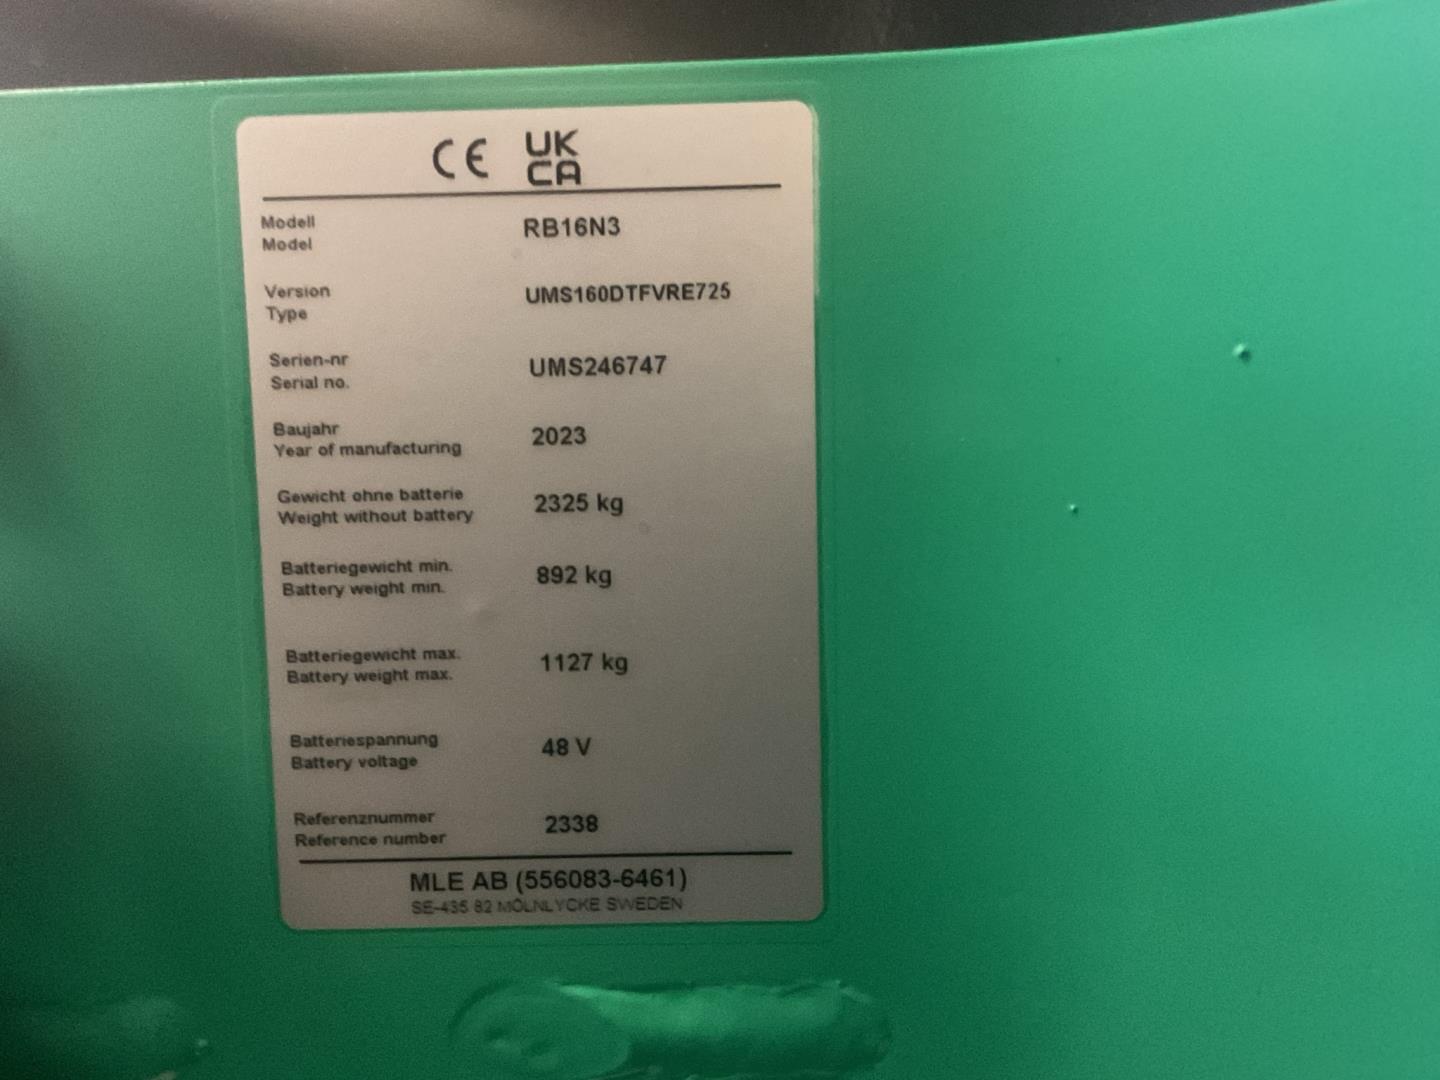 CE UK
CA
Modell
Model RB16N3
Version
Type UMS160DTFVRE725
Serien-nr
Serial no. UMS246747
Baujahr
Year of manufacturing 2023
Gewicht ohne batterie
Weight without battery 2325 kg
Batteriegewicht min.
Battery weight min. 892 kg
Batteriegewicht max.
Battery weight max. 1127 kg
Batteriespannung
Battery voltage 48 V
Referenznummer
Reference number 2338
MLE AB (556083-6461)
SE-435 82 MÖLNLYCKE SWEDEN